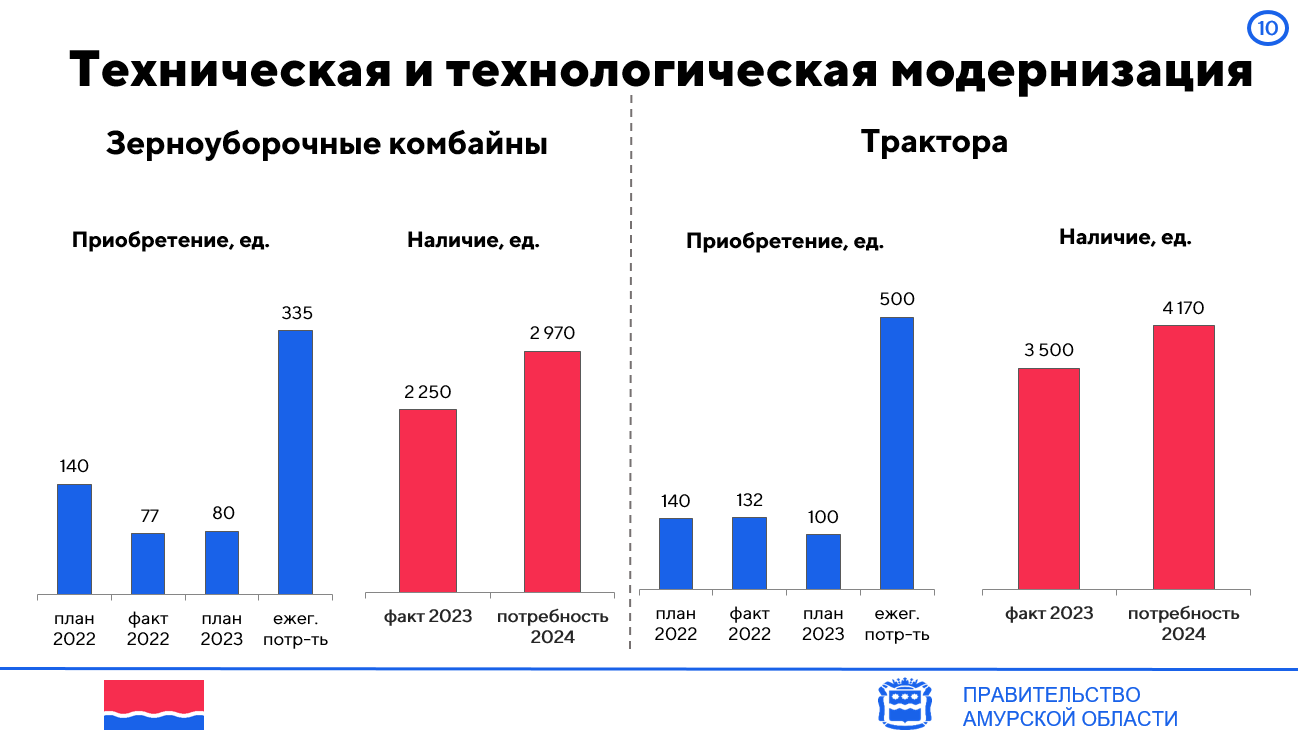 10
Техническая и технологическая модернизация
Зерноуборочные комбайны
Приобретение, ед.
335
140
77
80
план
2022
факт
2022
план
2023
ежег.
потр-ть
Наличие, ед.
2 970
2 250
факт 2023
потребность
2024
Трактора
Приобретение, ед.
500
140
132
100
план
2022
факт
2022
план
2023
ежег.
потр-ть
Наличие, ед.
4 170
3 500
факт 2023
потребность
2024
ПРАВИТЕЛЬСТВО
АМУРСКОЙ ОБЛАСТИ